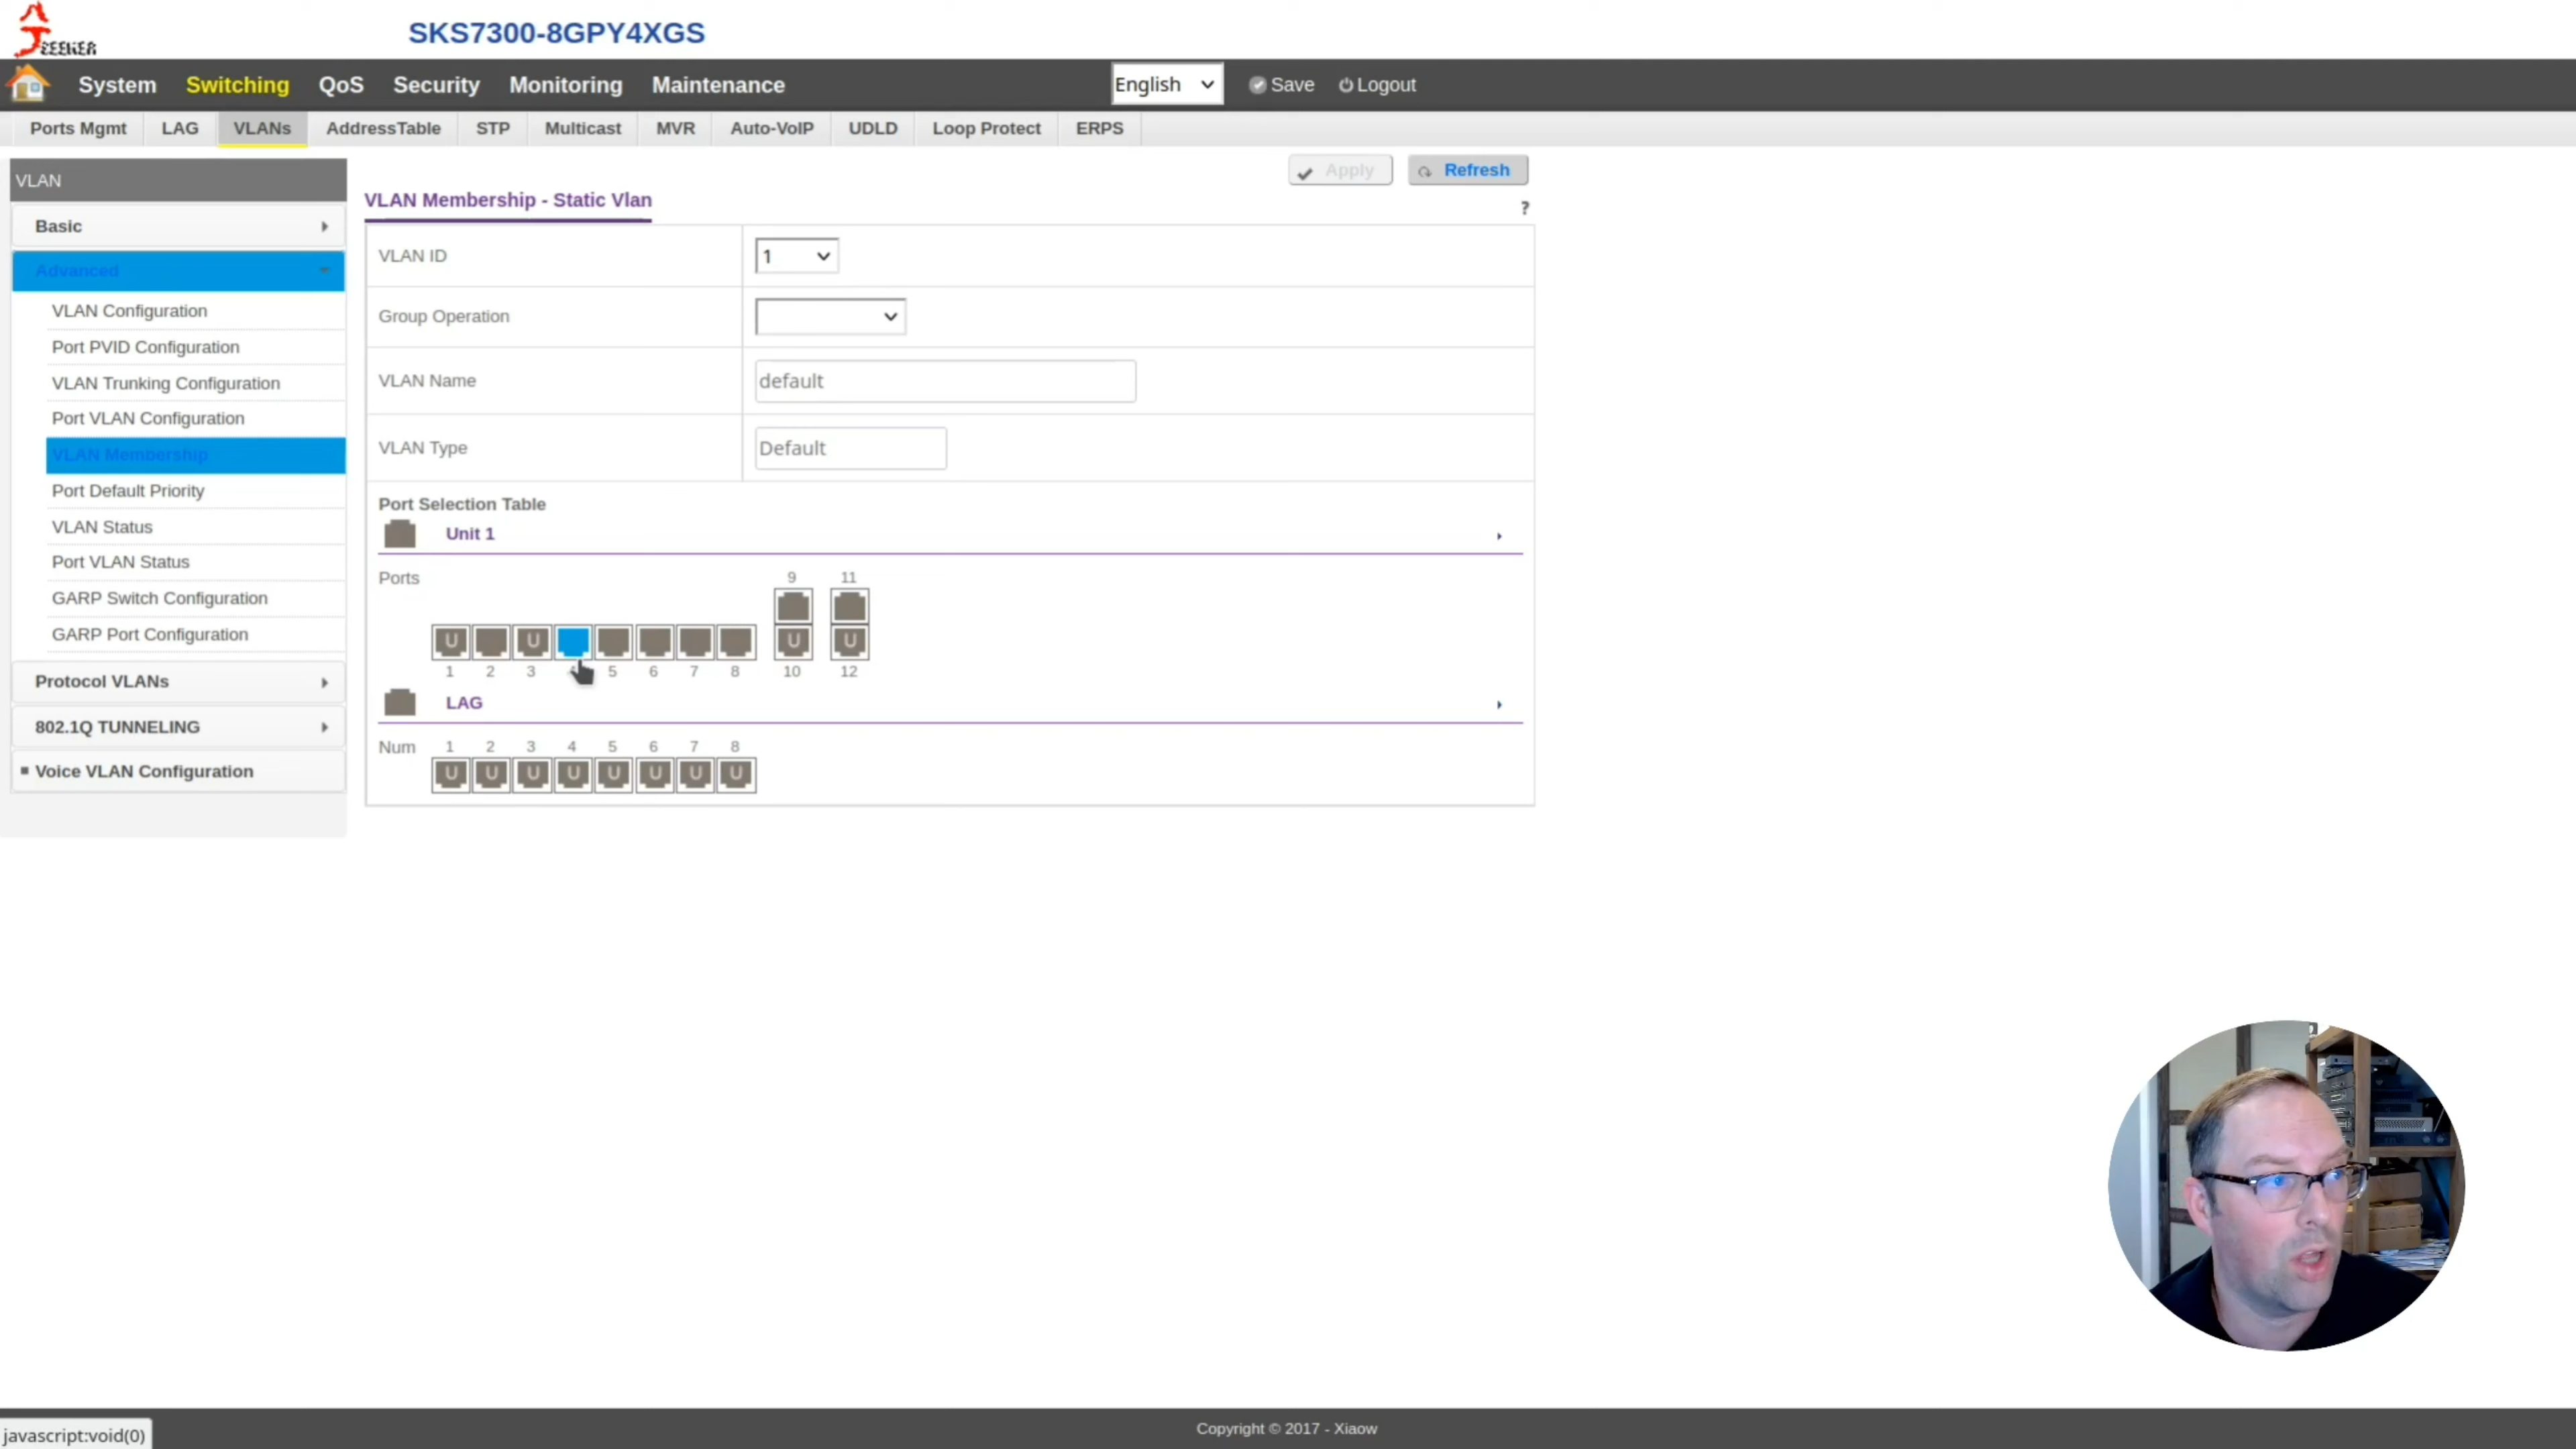 SEEKER
SKS7300-8GPY4XGS
System Switching QoS Security Monitoring Maintenance English Save Logout
Ports Mgmt LAG VLANs AddressTable STP Multicast MVR Auto-VoIP UDLD Loop Protect ERPS
VLAN
Basic
Advanced
VLAN Configuration
Port PVID Configuration
VLAN Trunking Configuration
Port VLAN Configuration
VLAN Membership
Port Default Priority
VLAN Status
Port VLAN Status
GARP Switch Configuration
GARP Port Configuration
Protocol VLANs
802.1Q TUNNELING
Voice VLAN Configuration
Apply Refresh
VLAN Membership - Static Vlan
?
VLAN ID 1
Group Operation
VLAN Name default
VLAN Type Default
Port Selection Table
Unit 1
Ports 9 11
U U U U
1 2 3 5 6 7 8 10 12
LAG
Num 1 2 3 4 5 6 7 8
U U U U U U U U
Copyright © 2017 - Xiaow
javascript:void(0)